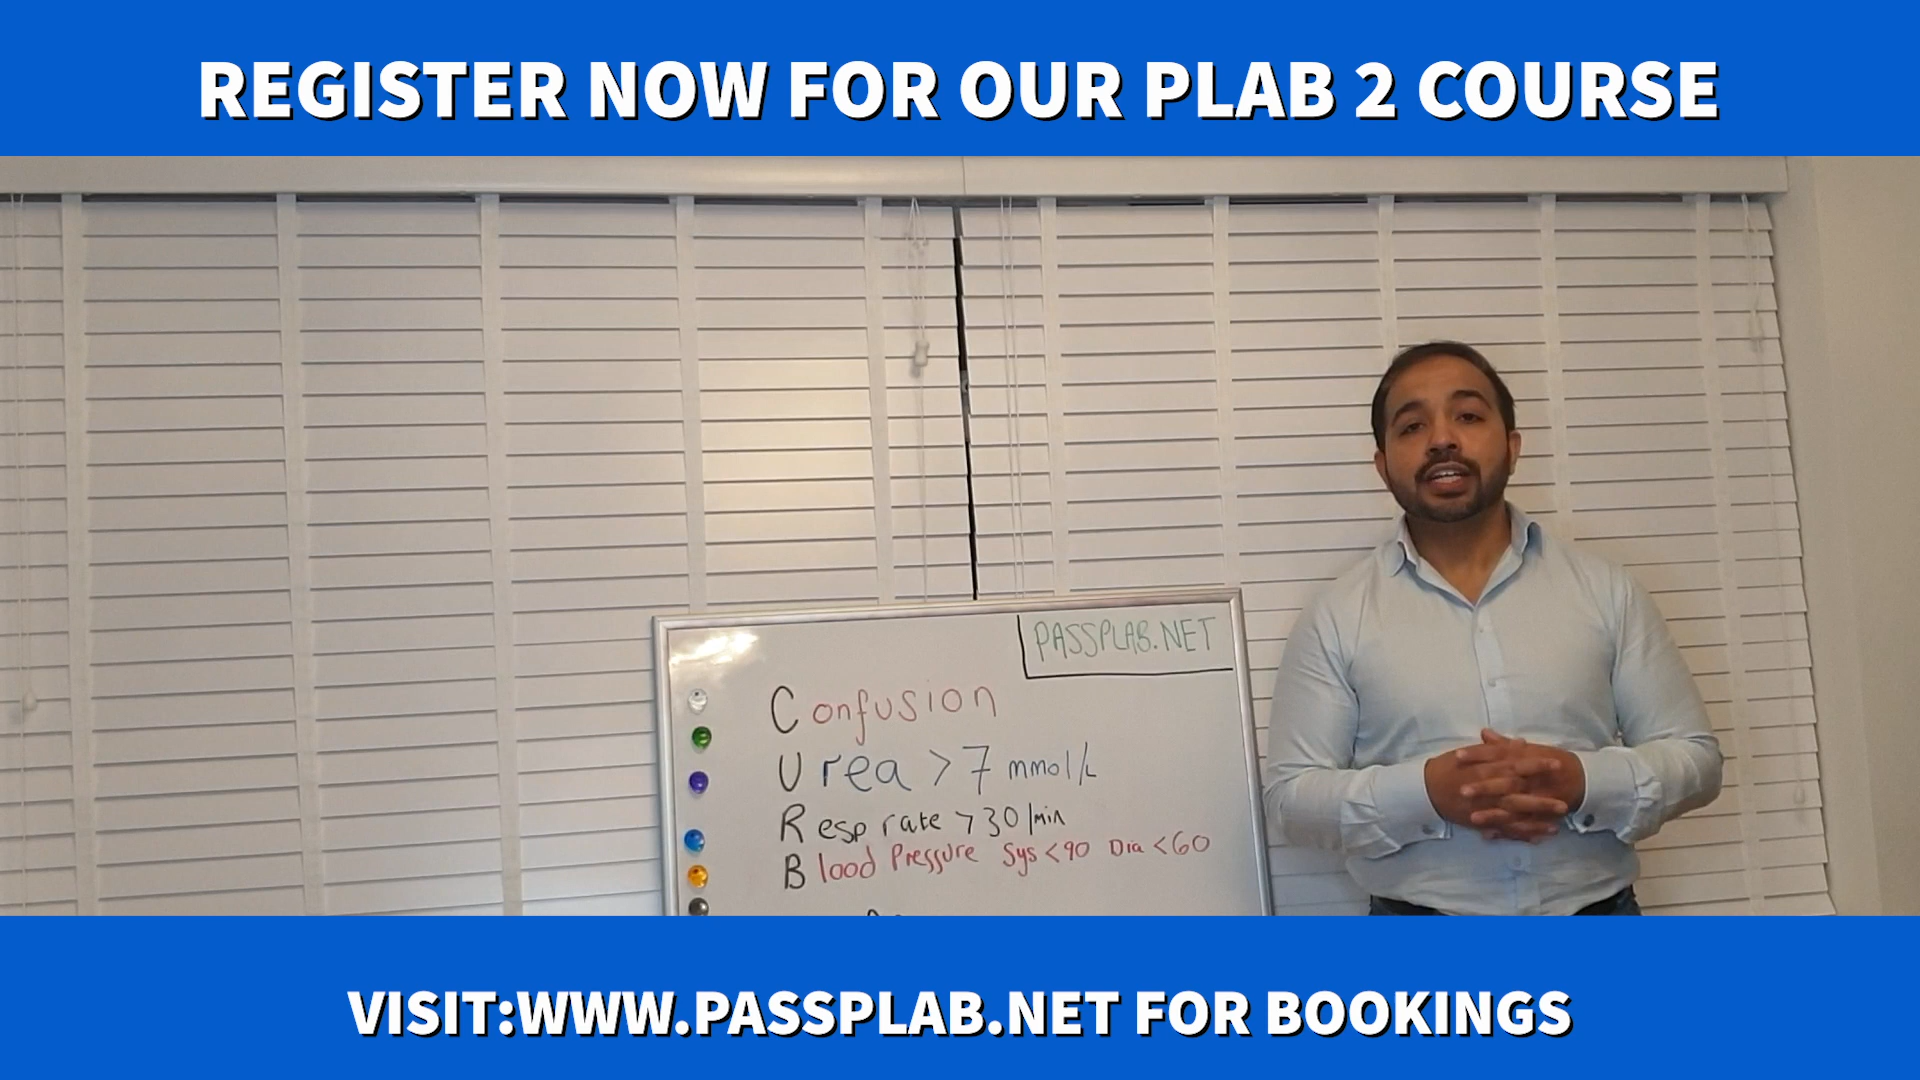 REGISTER NOW FOR OUR PLAB 2 COURSE
PASSPLAB.NET
Confusion
Urea > 7 mmol/L
Resp rate > 30/min
Blood Pressure Sys < 90 Dia < 60
VISIT:WWW.PASSPLAB.NET FOR BOOKINGS